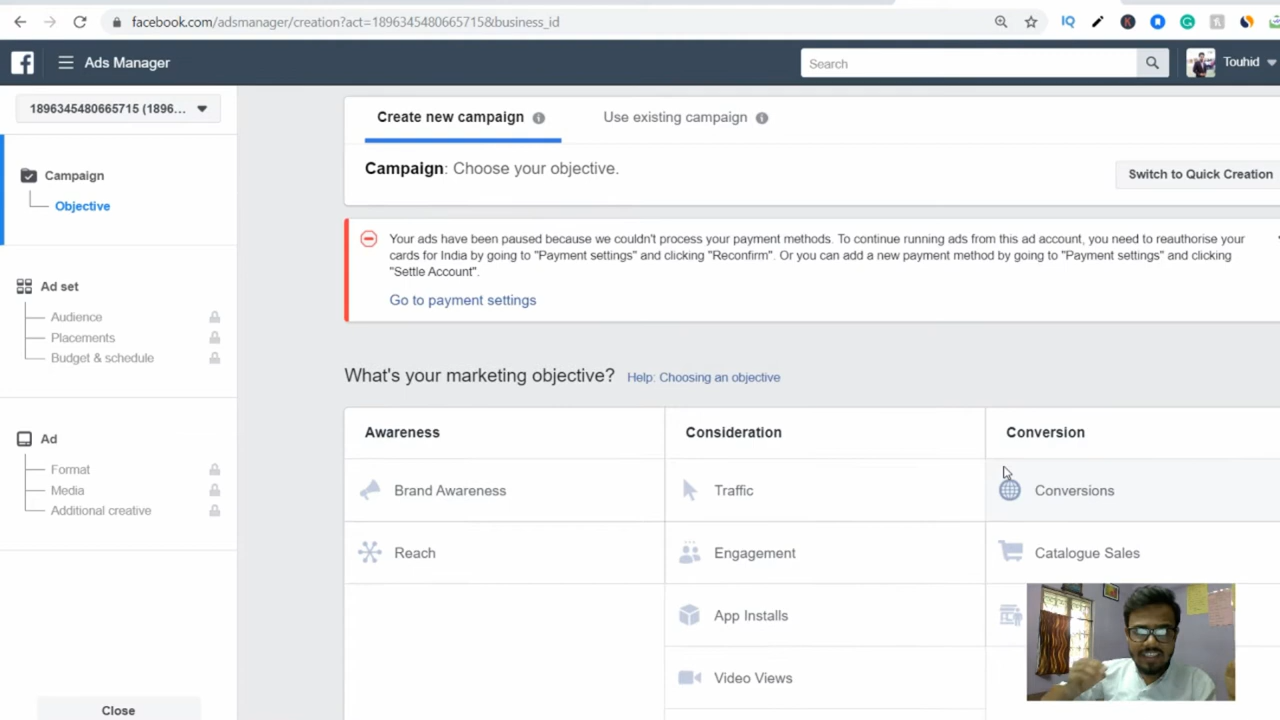 facebook.com/adsmanager/creation?act=1896345480665715&business_id
Ads Manager
Search
Touhid
1896345480665715 (1896...
Create new campaign
Use existing campaign
Campaign
Objective
Campaign: Choose your objective.
Switch to Quick Creation
Your ads have been paused because we couldn't process your payment methods. To continue running ads from this ad account, you need to reauthorise your
cards for India by going to "Payment settings" and clicking "Reconfirm". Or you can add a new payment method by going to "Payment settings" and clicking
"Settle Account".
Go to payment settings
Ad set
Audience
Placements
Budget & schedule
What's your marketing objective? Help: Choosing an objective
Awareness
Consideration
Conversion
Ad
Format
Media
Additional creative
Brand Awareness
Traffic
Conversions
Reach
Engagement
Catalogue Sales
App Installs
Video Views
Close